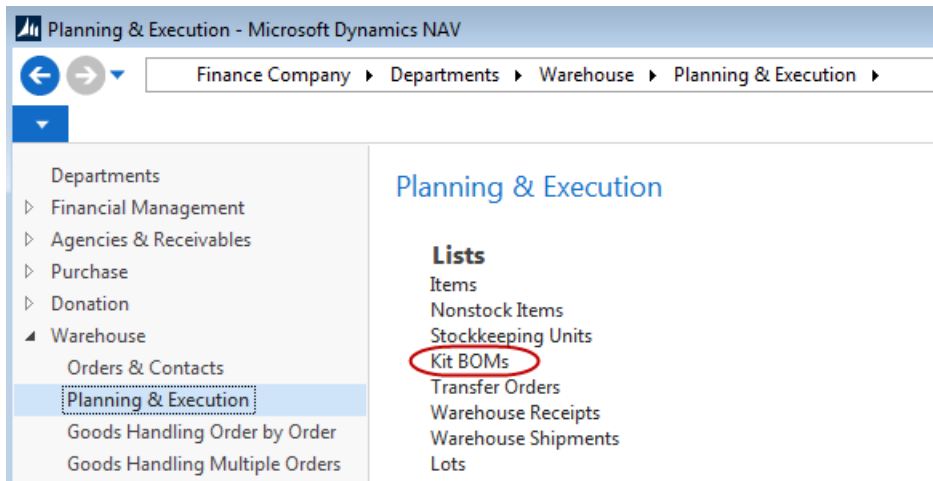 Planning & Execution - Microsoft Dynamics NAV
Finance Company ▸ Departments ▸ Warehouse ▸ Planning & Execution ▸
Departments
Financial Management
Agencies & Receivables
Purchase
Donation
Warehouse
Orders & Contacts
Planning & Execution
Goods Handling Order by Order
Goods Handling Multiple Orders
Planning & Execution
Lists
Items
Nonstock Items
Stockkeeping Units
Kit BOMs
Transfer Orders
Warehouse Receipts
Warehouse Shipments
Lots